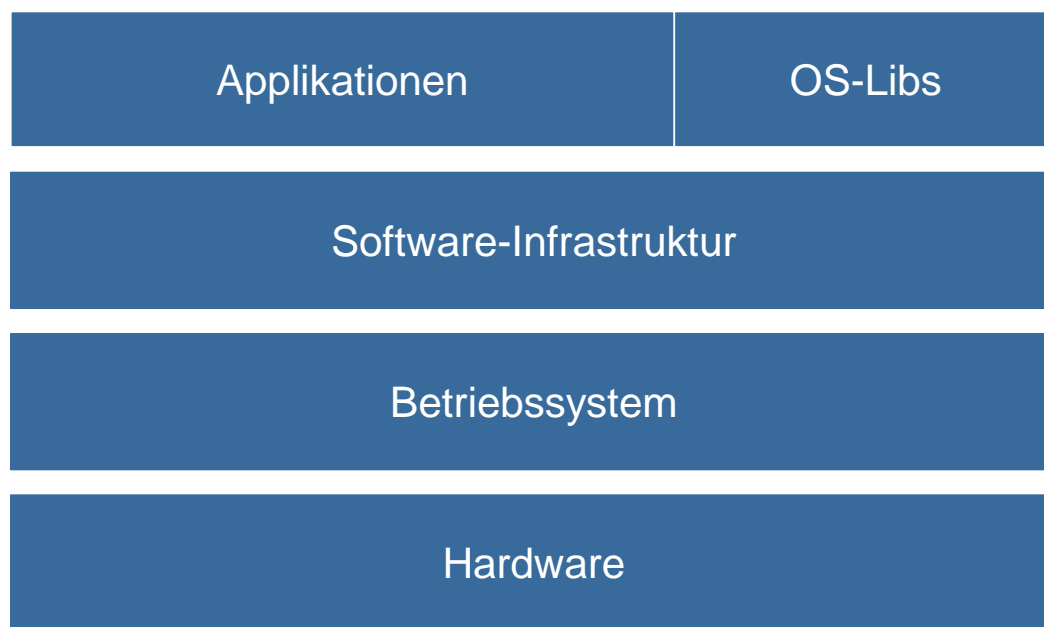 Applikationen
OS-Libs
Software-Infrastruktur
Betriebssystem
Hardware